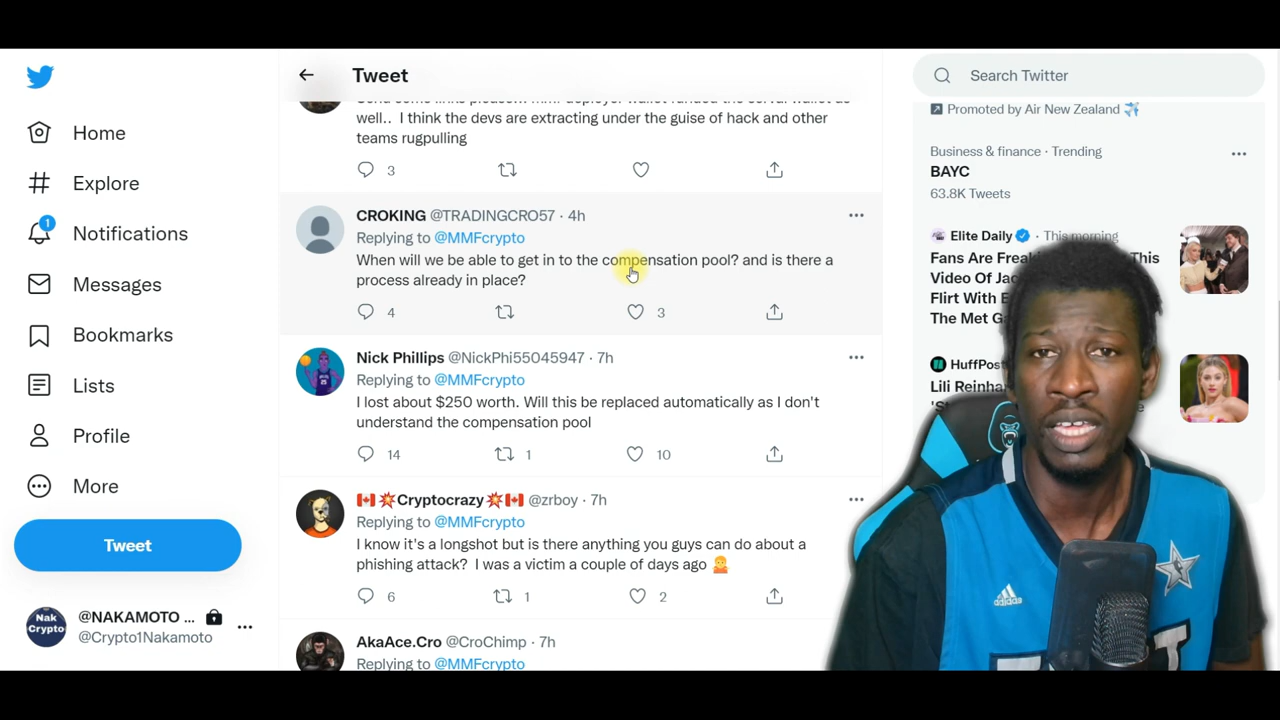 Tweet
Search Twitter
Home
Explore
1
Notifications
Messages
Bookmarks
Lists
Profile
More
Tweet
@NAKAMOTO ...
@Crypto1Nakamoto
Nak
Crypto
well.. I think the devs are extracting under the guise of hack and other
teams rugpulling
3
CROKING @TRADINGCRO57 · 4h
Replying to @MMFcrypto
When will we be able to get in to the compensation pool? and is there a
process already in place?
4 3
Nick Phillips @NickPhi55045947 · 7h
Replying to @MMFcrypto
I lost about $250 worth. Will this be replaced automatically as I don't
understand the compensation pool
14 1 10
🇨🇦💥Cryptocrazy💥🇨🇦 @zrboy · 7h
Replying to @MMFcrypto
I know it's a longshot but is there anything you guys can do about a
phishing attack? I was a victim a couple of days ago 🤷
6 1 2
AkaAce.Cro @CroChimp · 7h
Replying to @MMFcrypto
Promoted by Air New Zealand ✈️
Business & finance · Trending
BAYC
63.8K Tweets
Elite Daily · This morning
Fans Are This
Video Of
Flirt With
The Met
HuffPost
Lili
adidas